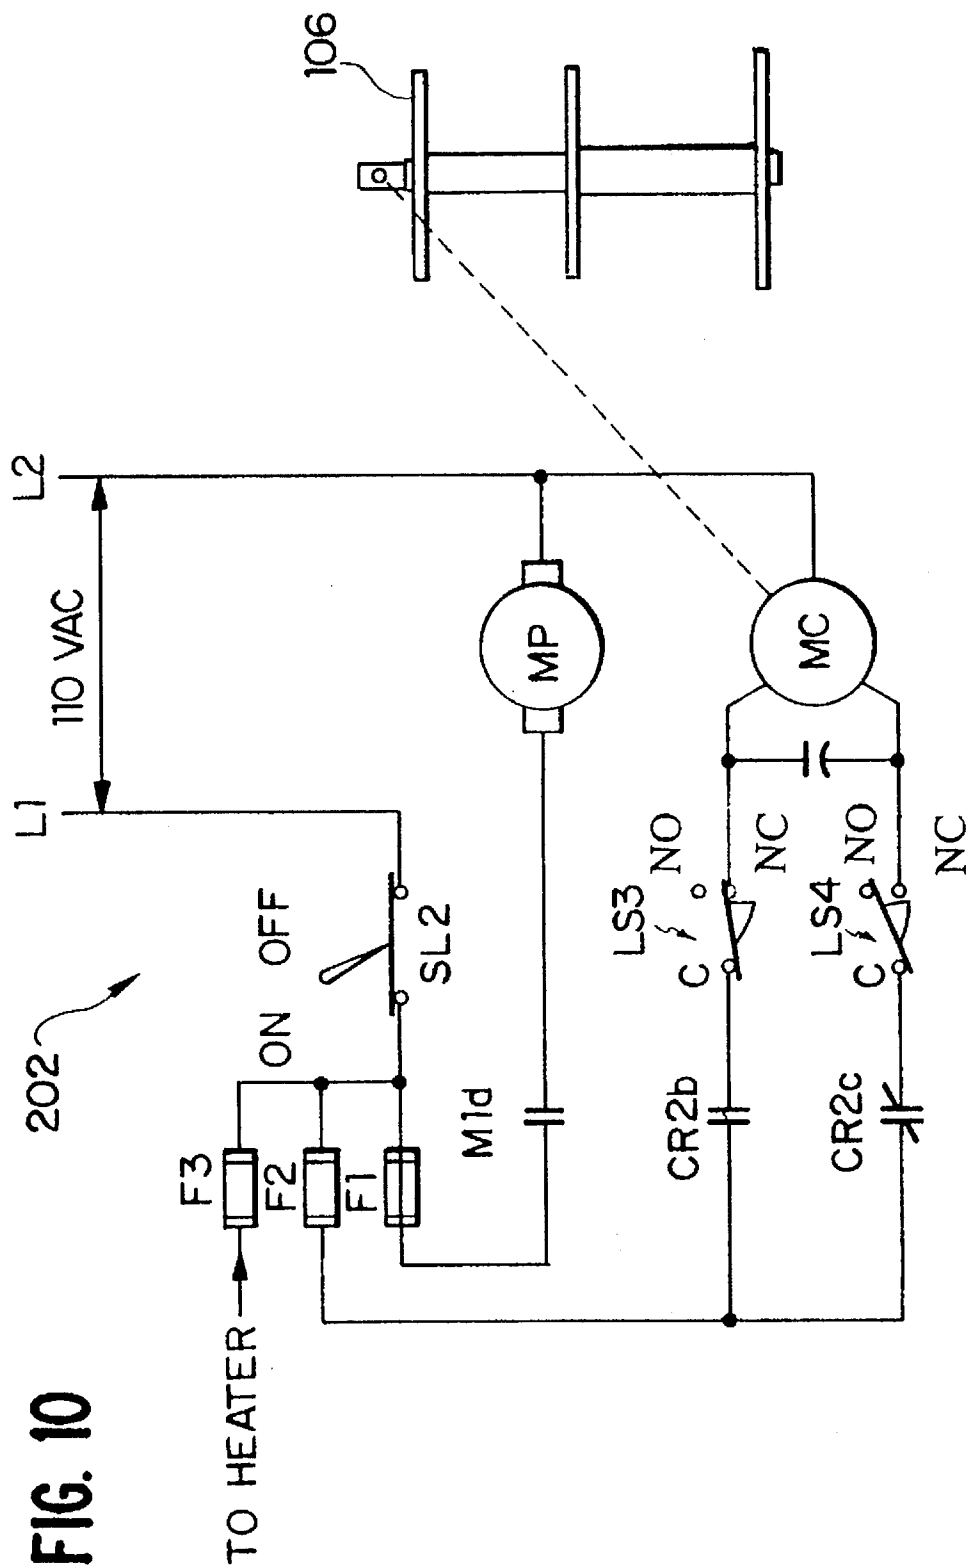 FIG. 10
202
L1
110 VAC
L2
106
TO HEATER
F3
F2
F1
ON OFF
SL2
M1d
MP
CR2b
C
LS3
NO
NC
CR2c
C
LS4
NO
NC
MC